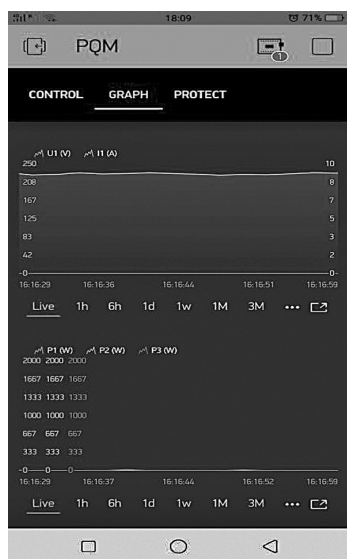 18:09 71%
PQM
1
CONTROL GRAPH PROTECT
U1 (V) I1 (A)
250 10
208 8
167 7
125 5
83 3
42 2
0 0
16:16:29 16:16:36 16:16:44 16:16:51 16:16:59
Live 1h 6h 1d 1w 1M 3M •••
P1 (W) P2 (W) P3 (W)
2000 2000 2000
1667 1667 1667
1333 1333 1333
1000 1000 1000
667 667 667
333 333 333
0 0 0
16:16:29 16:16:37 16:16:44 16:16:52 16:16:59
Live 1h 6h 1d 1w 1M 3M •••